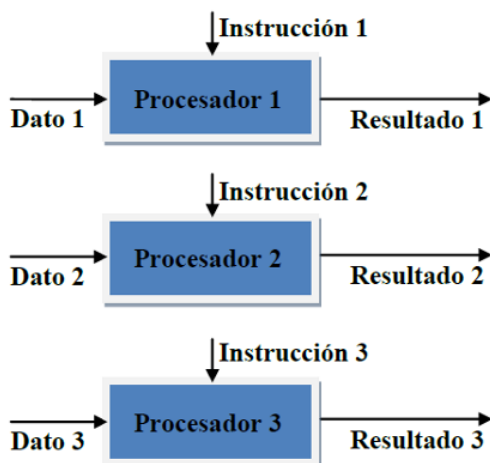 Instrucción 1
Procesador 1
Dato 1
Resultado 1
Instrucción 2
Procesador 2
Dato 2
Resultado 2
Instrucción 3
Procesador 3
Dato 3
Resultado 3